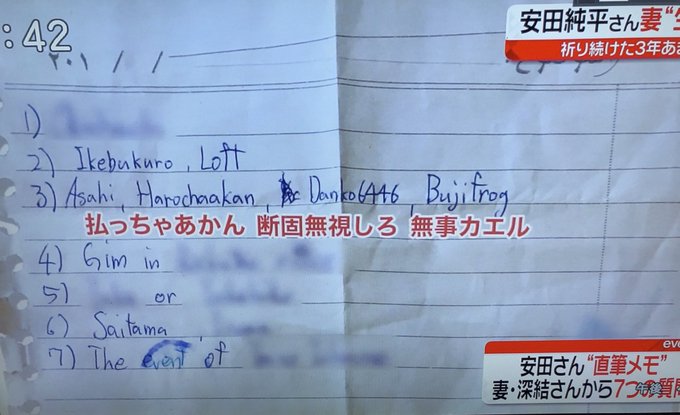 :42
安田純平さん妻“生
祈り続けた3年あま
٢٠١ / /
1)
2) Ikebukuro, Loft
3) Asahi, Harochaakan, Danko6446, Bujifrog
払っちゃあかん 断固無視しろ 無事カエル
4) Gim in
5) or
6) Saitama,
7) The event of
eve
安田さん“直筆メモ”
妻・深結さんから7つの質問